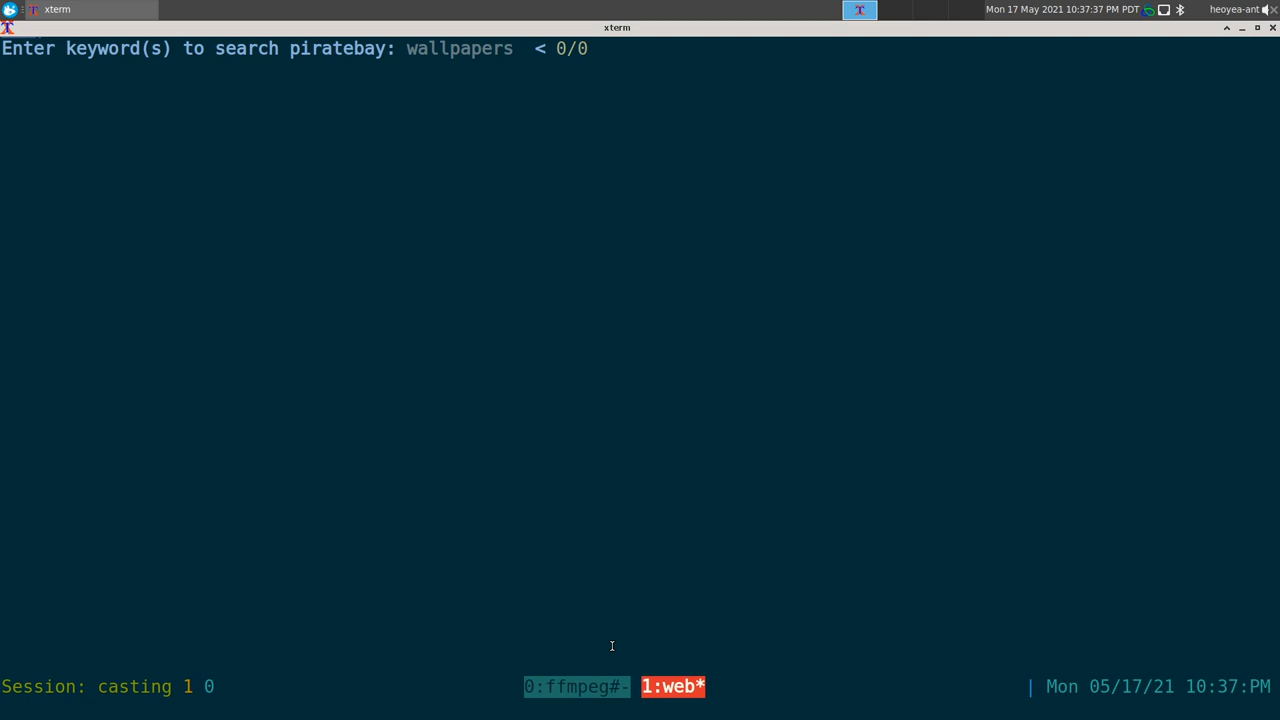 xterm
Mon 17 May 2021 10:37:37 PM PDT
heoyea-ant
xterm
Enter keyword(s) to search piratebay: wallpapers < 0/0
Session: casting 1 0
0:ffmpeg#- 1:web*
| Mon 05/17/21 10:37:PM